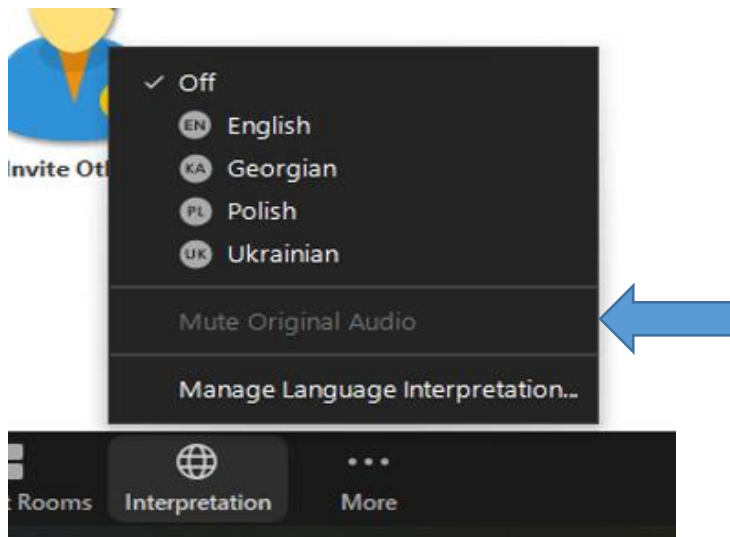 Off
EN English
Invite Ot
KA Georgian
PL Polish
UK Ukrainian
Mute Original Audio
Manage Language Interpretation...
Rooms Interpretation More